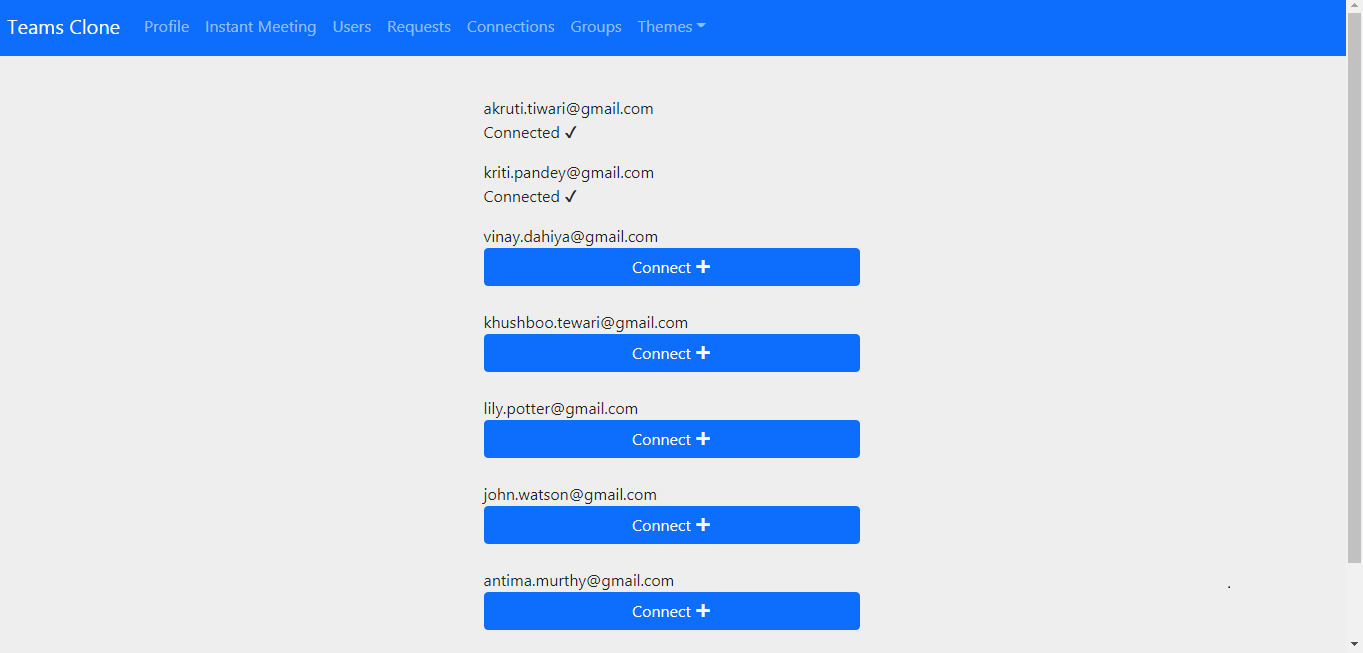 Teams Clone Profile Instant Meeting Users Requests Connections Groups Themes
akruti.tiwari@gmail.com
Connected ✓
kriti.pandey@gmail.com
Connected ✓
vinay.dahiya@gmail.com
Connect +
khushboo.tewari@gmail.com
Connect +
lily.potter@gmail.com
Connect +
john.watson@gmail.com
Connect +
antima.murthy@gmail.com
Connect +